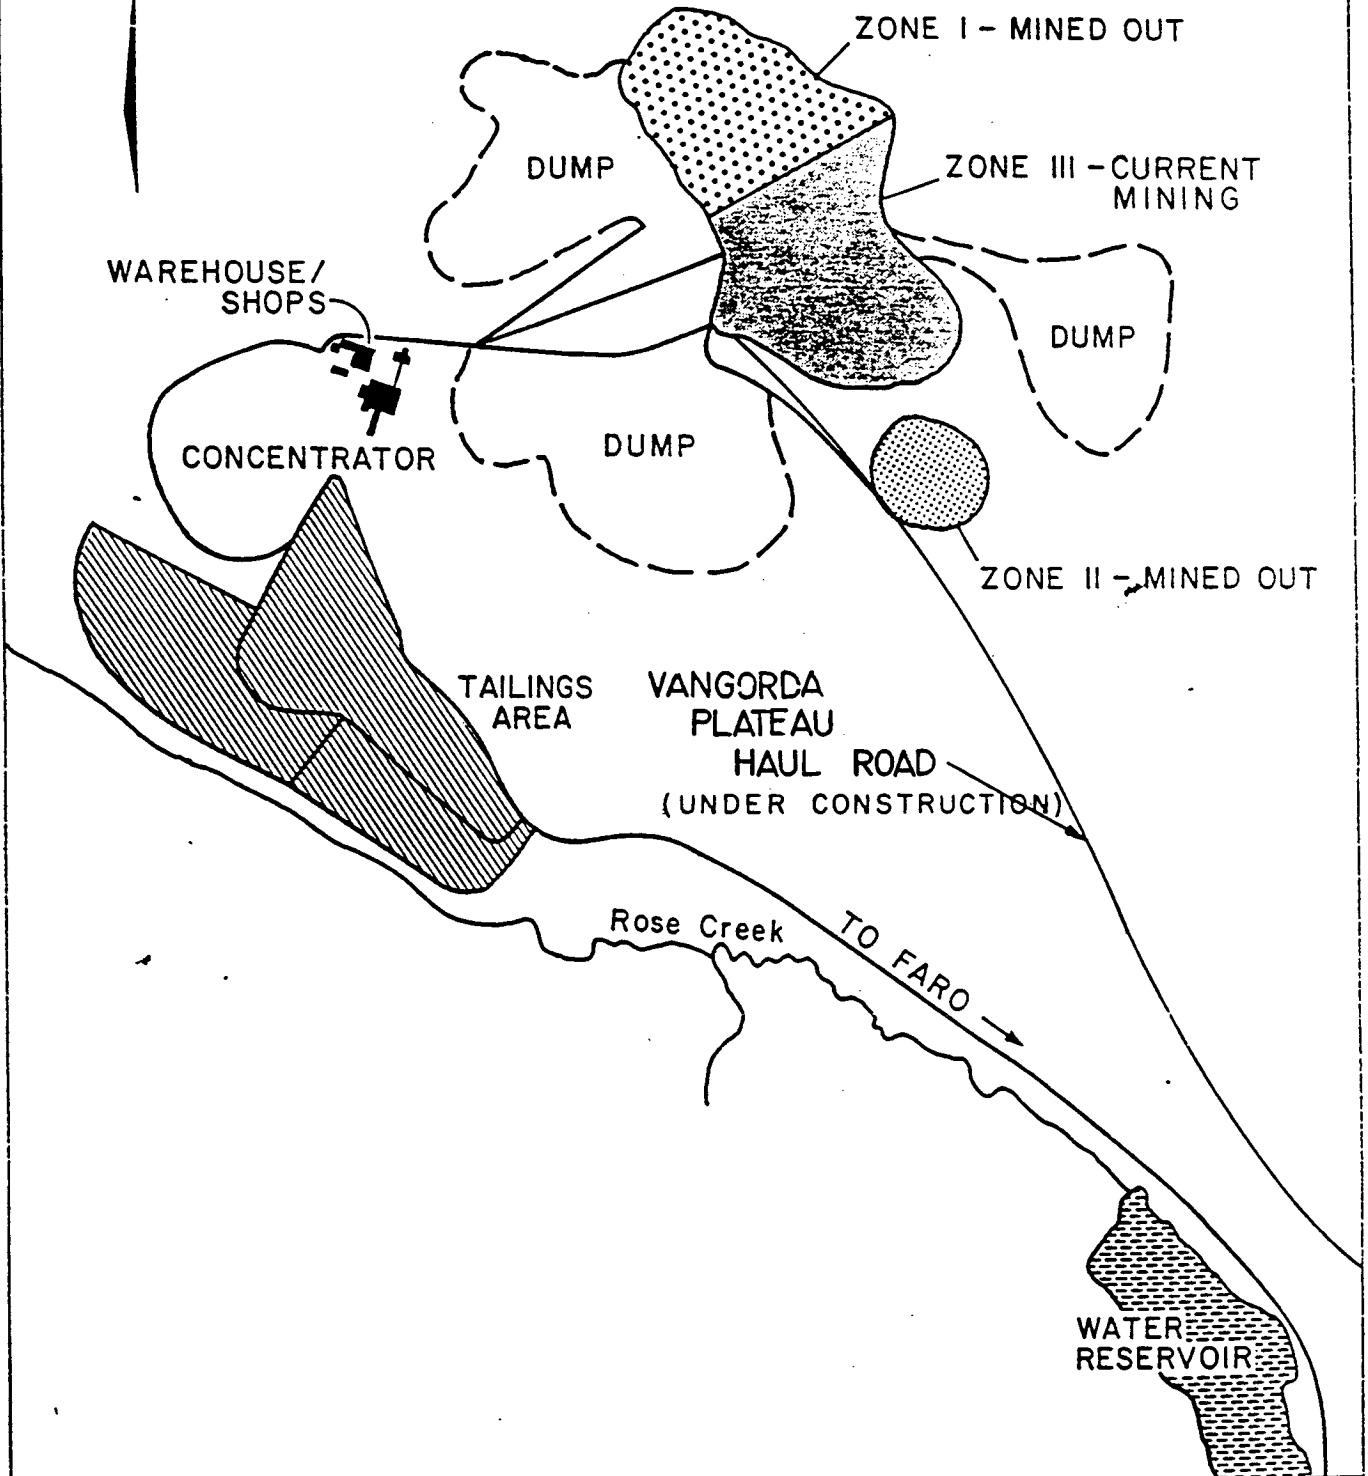 ZONE I - MINED OUT
DUMP
ZONE III - CURRENT
MINING
WAREHOUSE/
SHOPS
DUMP
DUMP
CONCENTRATOR
ZONE II - MINED OUT
TAILINGS
AREA
VANGORDA
PLATEAU
HAUL ROAD
(UNDER CONSTRUCTION)
Rose Creek
TO FARO
WATER
RESERVOIR